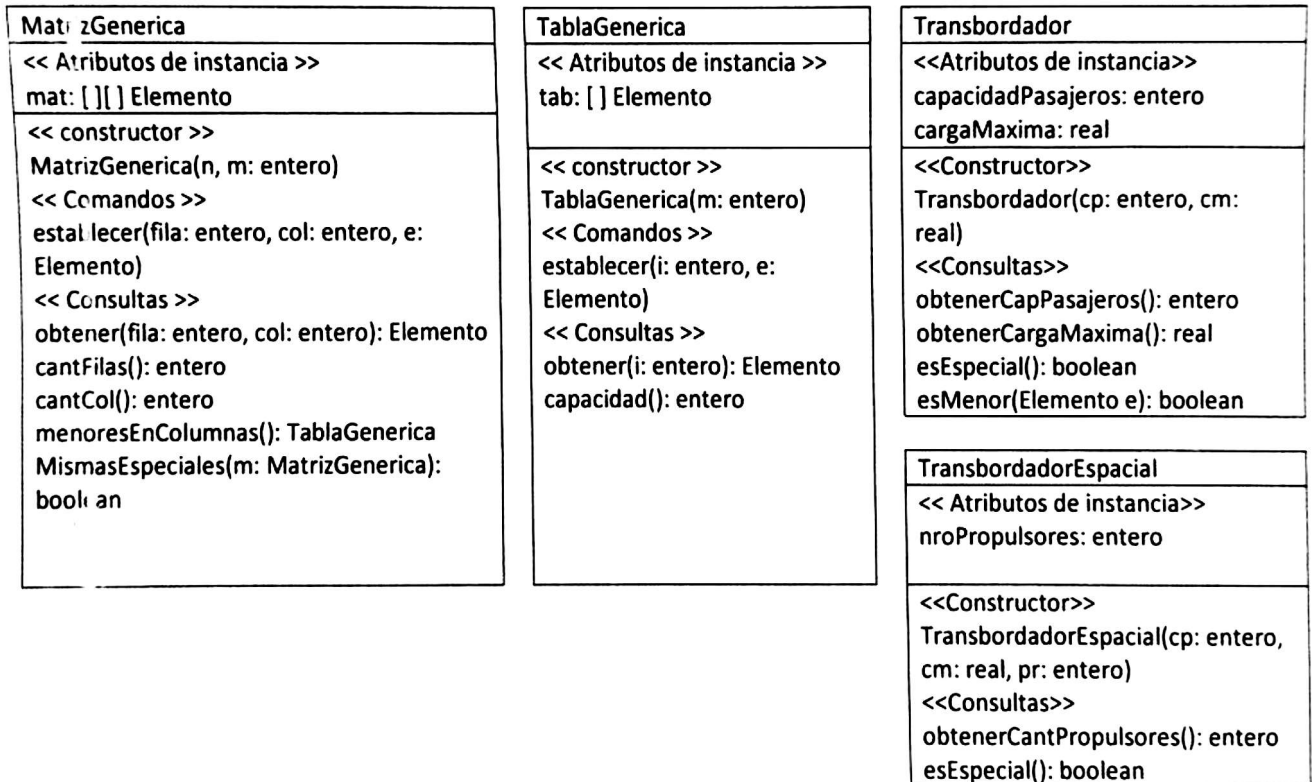 MatrizGenerica
<< Atributos de instancia >>
mat: [ ][ ] Elemento
<< constructor >>
MatrizGenerica(n, m: entero)
<< Comandos >>
establecer(fila: entero, col: entero, e:
Elemento)
<< Consultas >>
obtener(fila: entero, col: entero): Elemento
cantFilas(): entero
cantCol(): entero
menoresEnColumnas(): TablaGenerica
MismasEspeciales(m: MatrizGenerica):
boolean
TablaGenerica
<< Atributos de instancia >>
tab: [ ] Elemento
<< constructor >>
TablaGenerica(m: entero)
<< Comandos >>
establecer(i: entero, e:
Elemento)
<< Consultas >>
obtener(i: entero): Elemento
capacidad(): entero
Transbordador
<<Atributos de instancia>>
capacidadPasajeros: entero
cargaMaxima: real
<<Constructor>>
Transbordador(cp: entero, cm:
real)
<<Consultas>>
obtenerCapPasajeros(): entero
obtenerCargaMaxima(): real
esEspecial(): boolean
esMenor(Elemento e): boolean
TransbordadorEspacial
<< Atributos de instancia>>
nroPropulsores: entero
<<Constructor>>
TransbordadorEspacial(cp: entero,
cm: real, pr: entero)
<<Consultas>>
obtenerCantPropulsores(): entero
esEspecial(): boolean